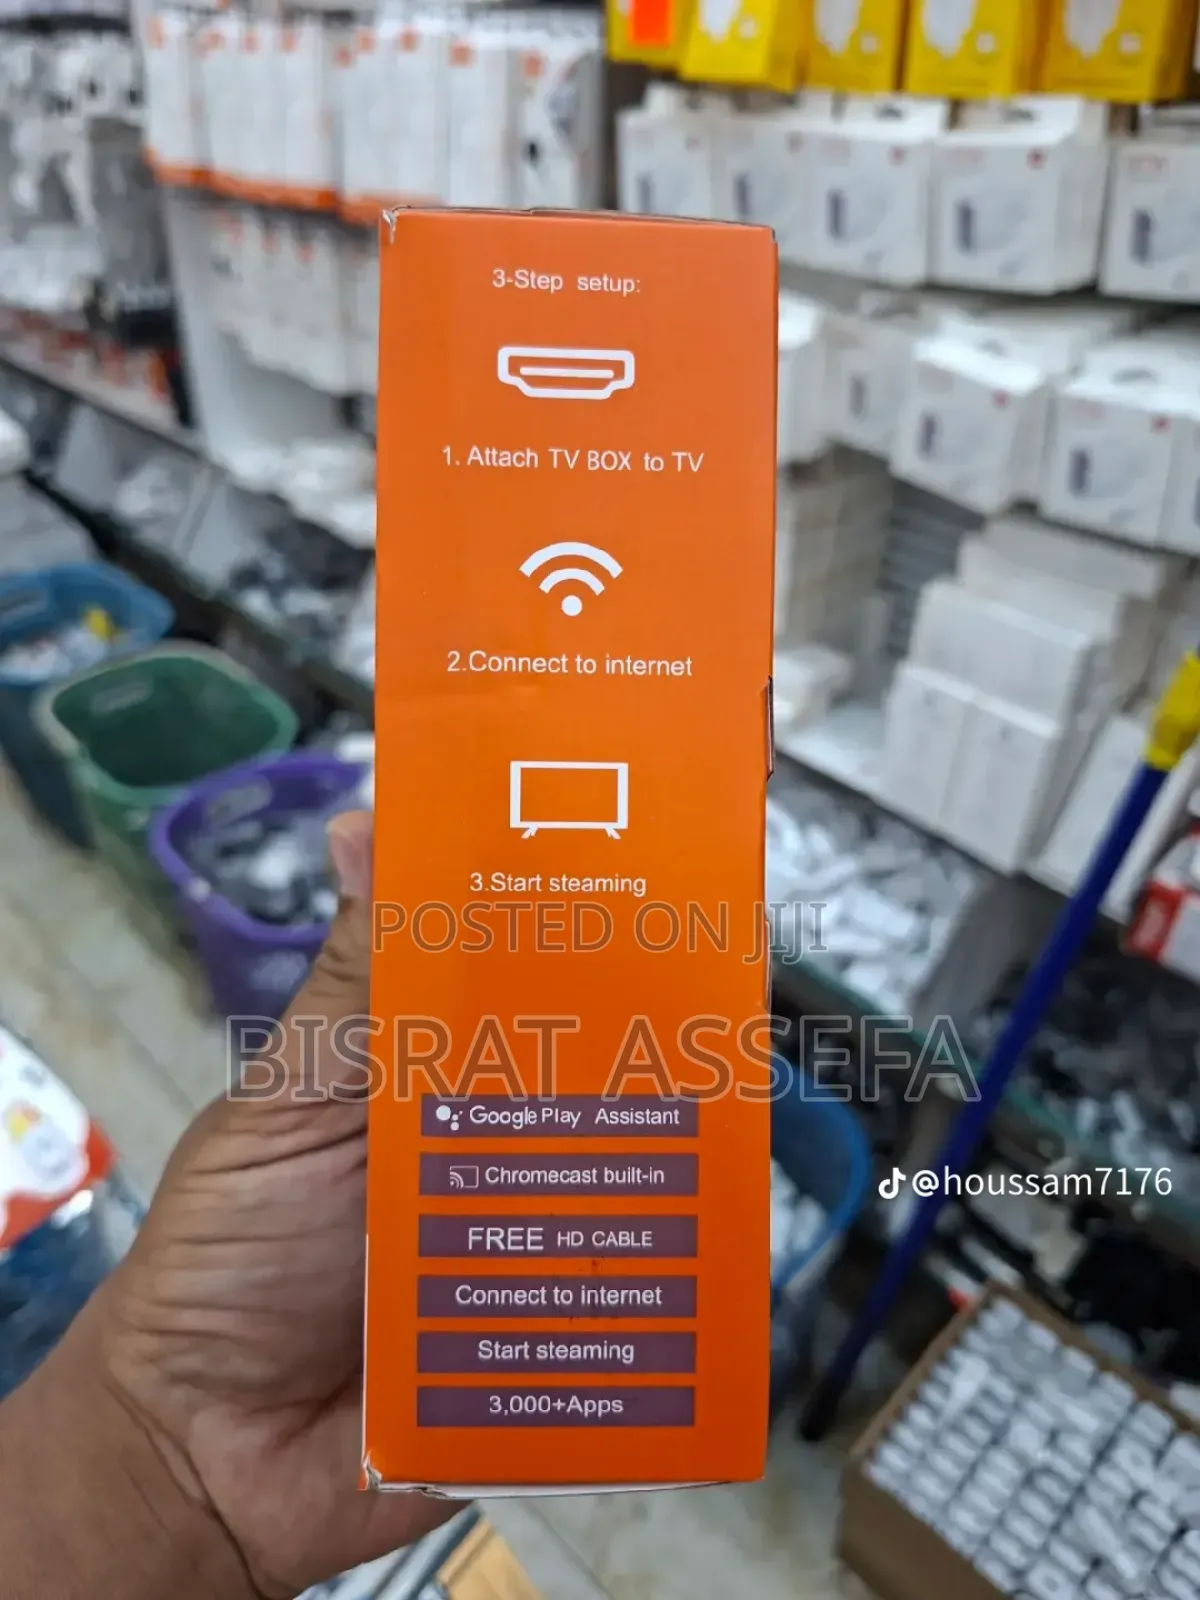 3-Step setup:
1. Attach TV BOX to TV
2.Connect to internet
3.Start steaming
POSTED ON JIJI
BISRAT ASSEFA
Google Play Assistant
Chromecast built-in
@houssam7176
FREE HD CABLE
Connect to internet
Start steaming
3,000+Apps